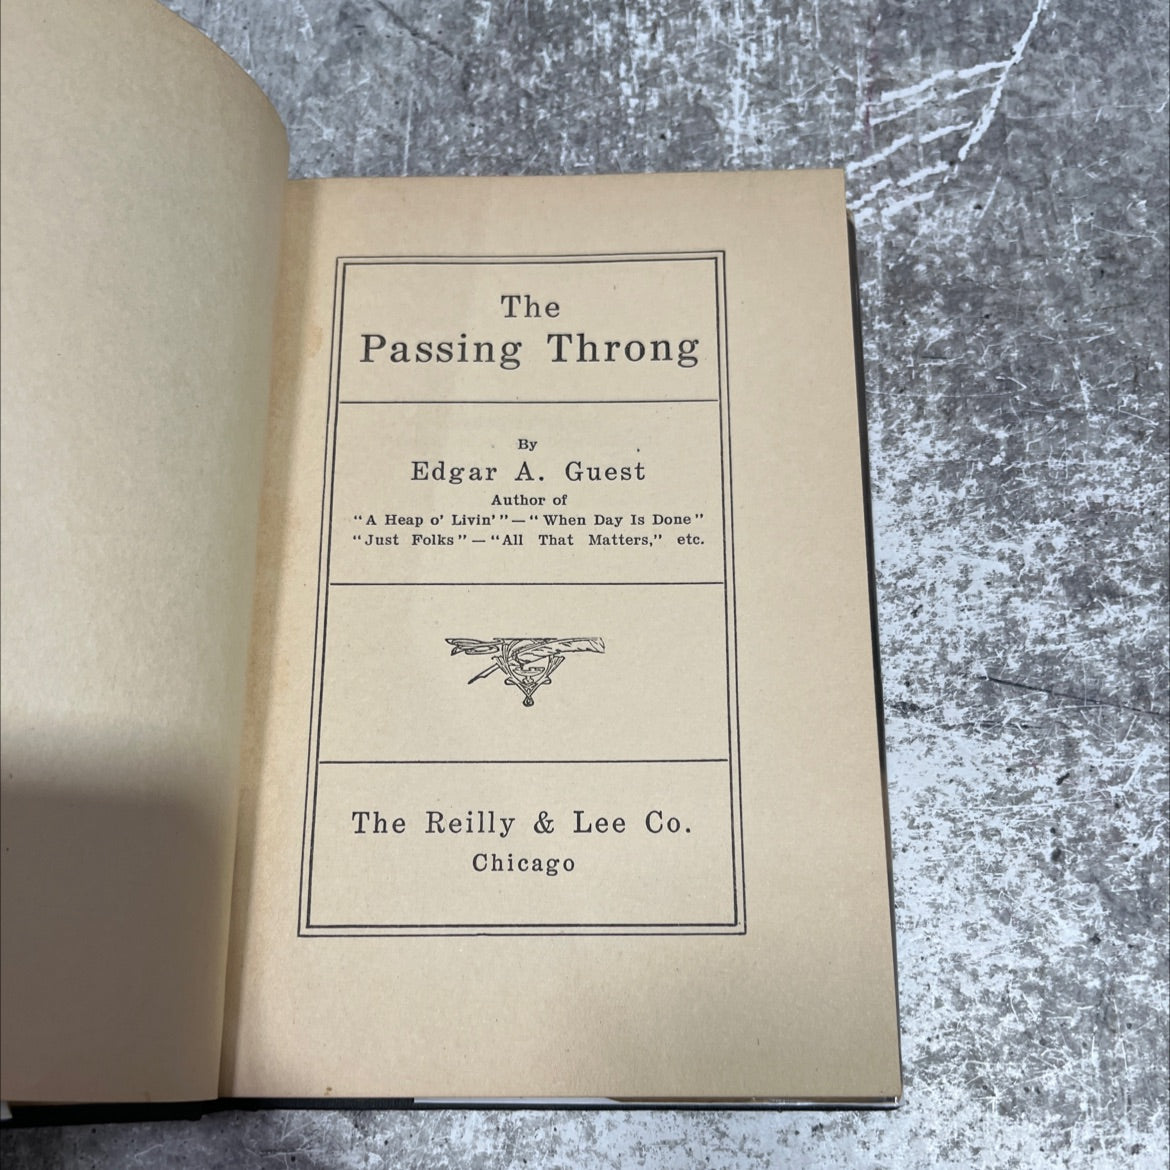 The
Passing Throng
By
Edgar A. Guest
Author of
“A Heap o’ Livin’”—“When Day Is Done”
“Just Folks”—“All That Matters,” etc.
The Reilly & Lee Co.
Chicago